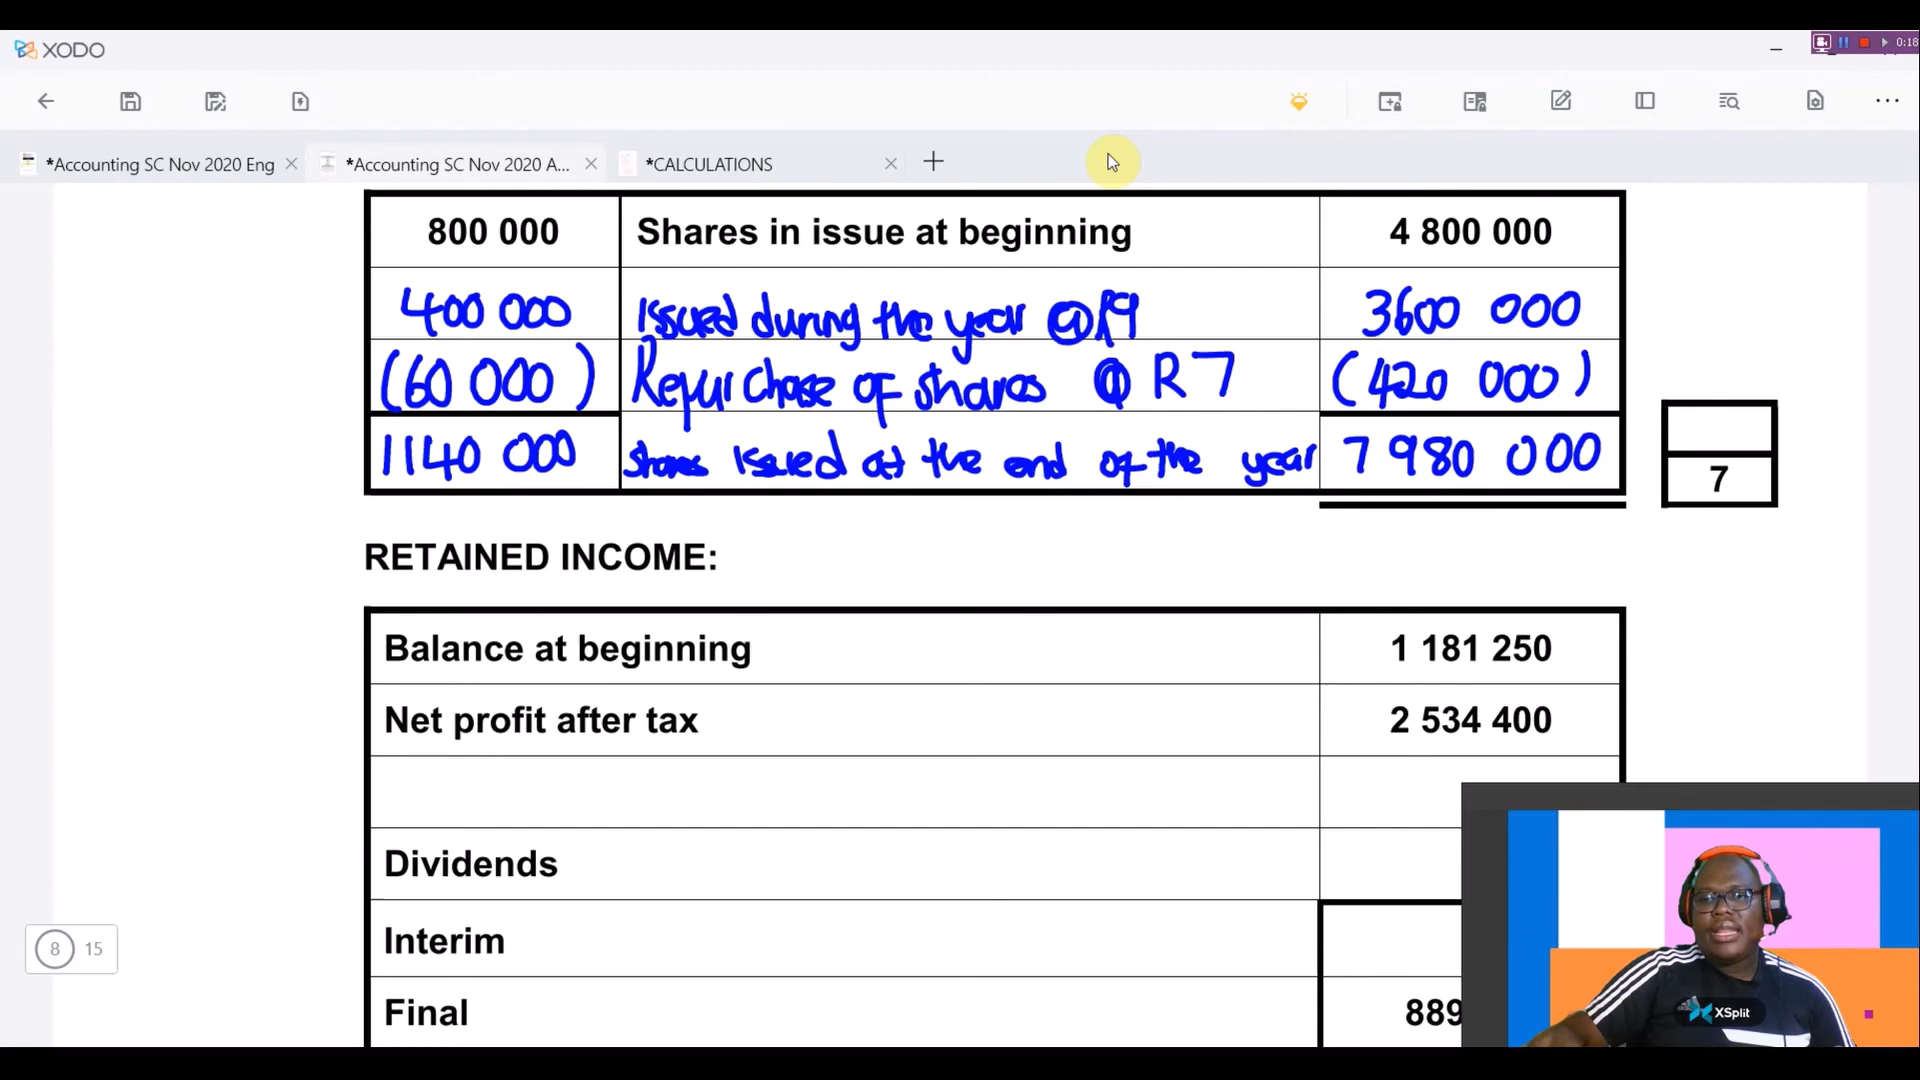 XODO
0:18
*Accounting SC Nov 2020 Eng
*Accounting SC Nov 2020 A...
*CALCULATIONS
800 000 Shares in issue at beginning 4 800 000
400 000 Issued during the year @R9 3600 000
(60 000) Repurchase of shares @ R7 (420 000)
1140 000 shares issued at the end of the year 7 980 000
7
RETAINED INCOME:
Balance at beginning 1 181 250
Net profit after tax 2 534 400
Dividends
Interim
Final 889
8 15
XSplit